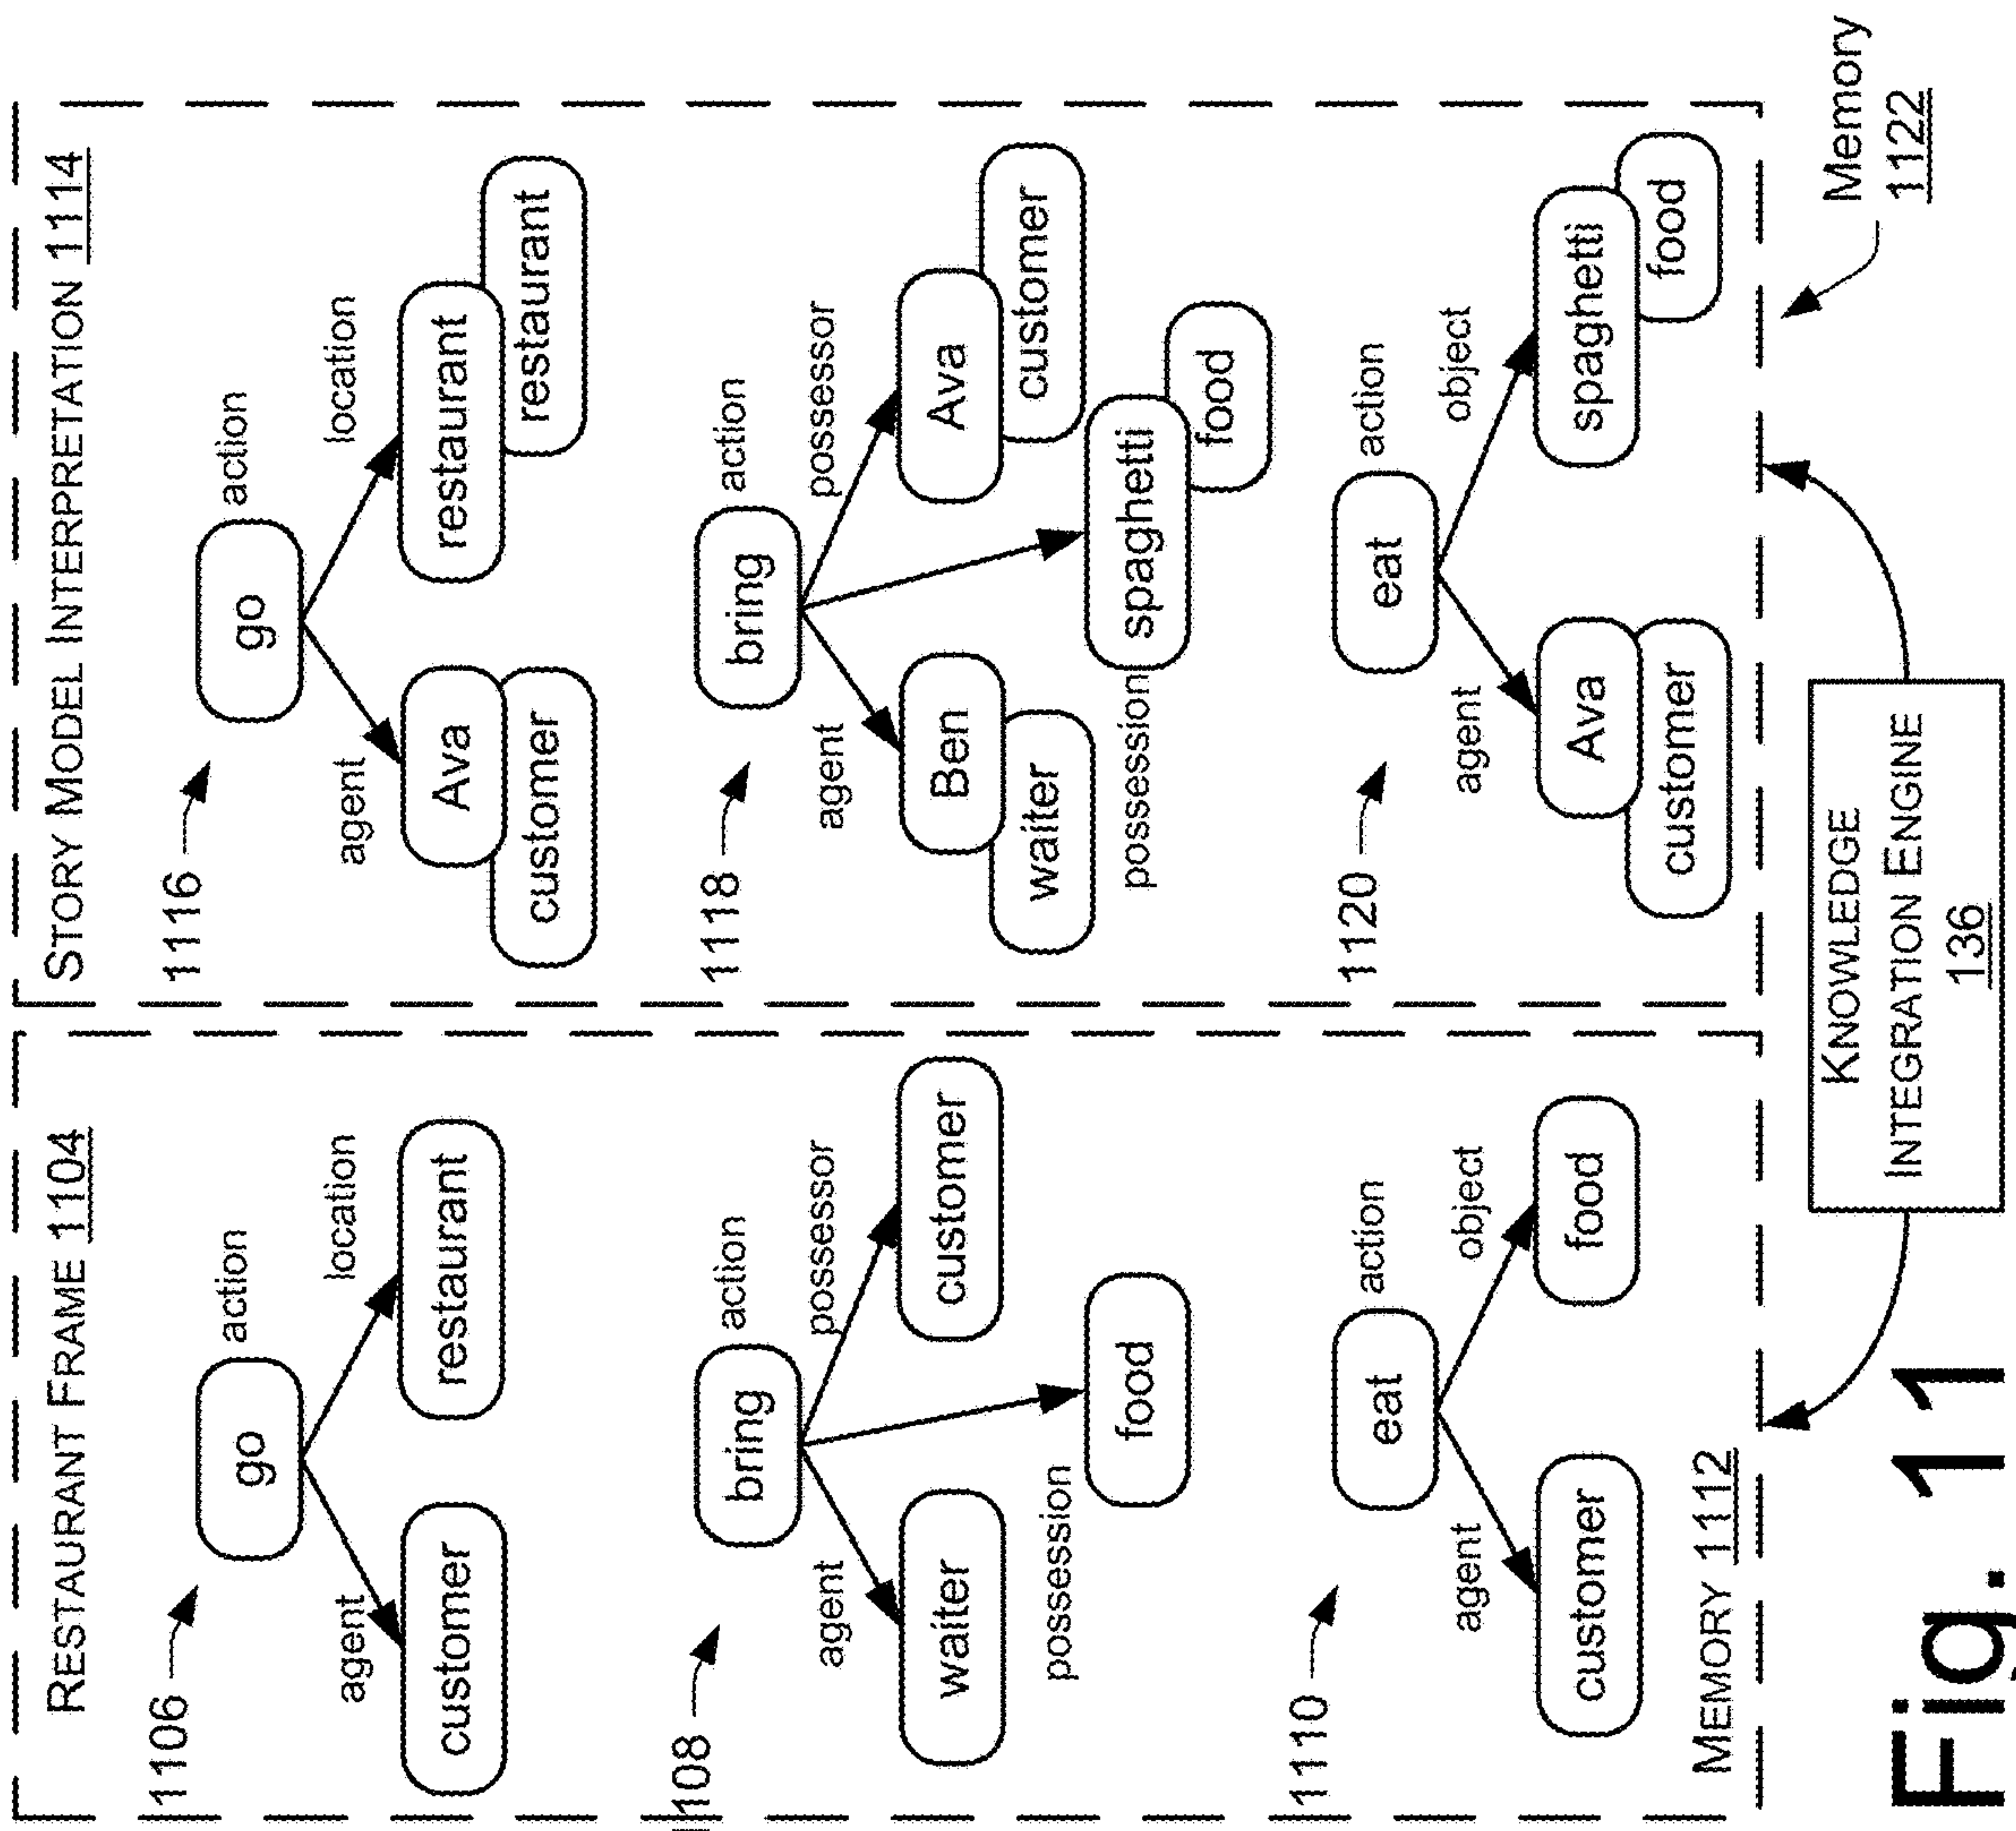 RESTAURANT FRAME 1104
1106
go
action
agent
location
customer
restaurant
1108
bring
action
agent
possessor
waiter
customer
possession
food
1110
eat
action
agent
object
customer
food
MEMORY 1112
STORY MODEL INTERPRETATION 1114
1116
go
action
agent
location
Ava
restaurant
customer
restaurant
1118
bring
action
agent
possessor
Ben
Ava
waiter
customer
possession
spaghetti
food
1120
eat
action
agent
object
Ava
spaghetti
customer
food
Memory
1122
KNOWLEDGE
INTEGRATION ENGINE
136
Fig. 11